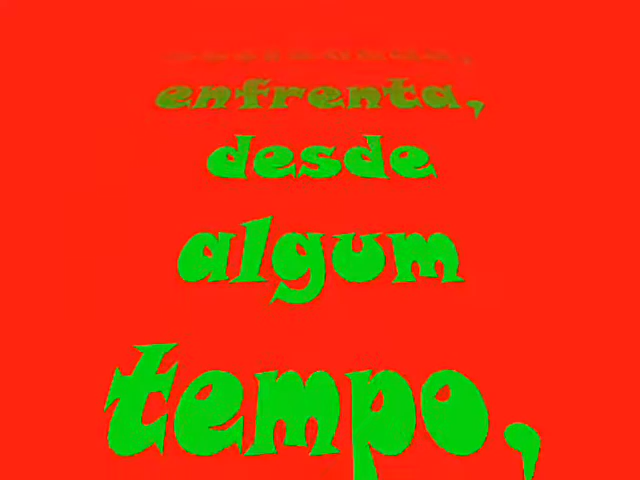 enfrenta,
desde
algum
tempo,